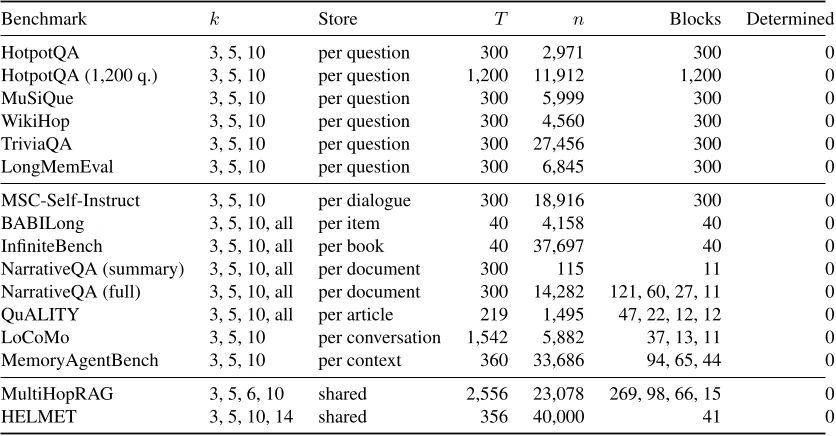 Benchmark k Store T n Blocks Determined
HotpotQA 3, 5, 10 per question 300 2,971 300 0
HotpotQA (1,200 q.) 3, 5, 10 per question 1,200 11,912 1,200 0
MuSiQue 3, 5, 10 per question 300 5,999 300 0
WikiHop 3, 5, 10 per question 300 4,560 300 0
TriviaQA 3, 5, 10 per question 300 27,456 300 0
LongMemEval 3, 5, 10 per question 300 6,845 300 0
MSC-Self-Instruct 3, 5, 10 per dialogue 300 18,916 300 0
BABILong 3, 5, 10, all per item 40 4,158 40 0
InfiniteBench 3, 5, 10, all per book 40 37,697 40 0
NarrativeQA (summary) 3, 5, 10, all per document 300 115 11 0
NarrativeQA (full) 3, 5, 10, all per document 300 14,282 121, 60, 27, 11 0
QuALITY 3, 5, 10, all per article 219 1,495 47, 22, 12, 12 0
LoCoMo 3, 5, 10 per conversation 1,542 5,882 37, 13, 11 0
MemoryAgentBench 3, 5, 10 per context 360 33,686 94, 65, 44 0
MultiHopRAG 3, 5, 6, 10 shared 2,556 23,078 269, 98, 66, 15 0
HELMET 3, 5, 10, 14 shared 356 40,000 41 0